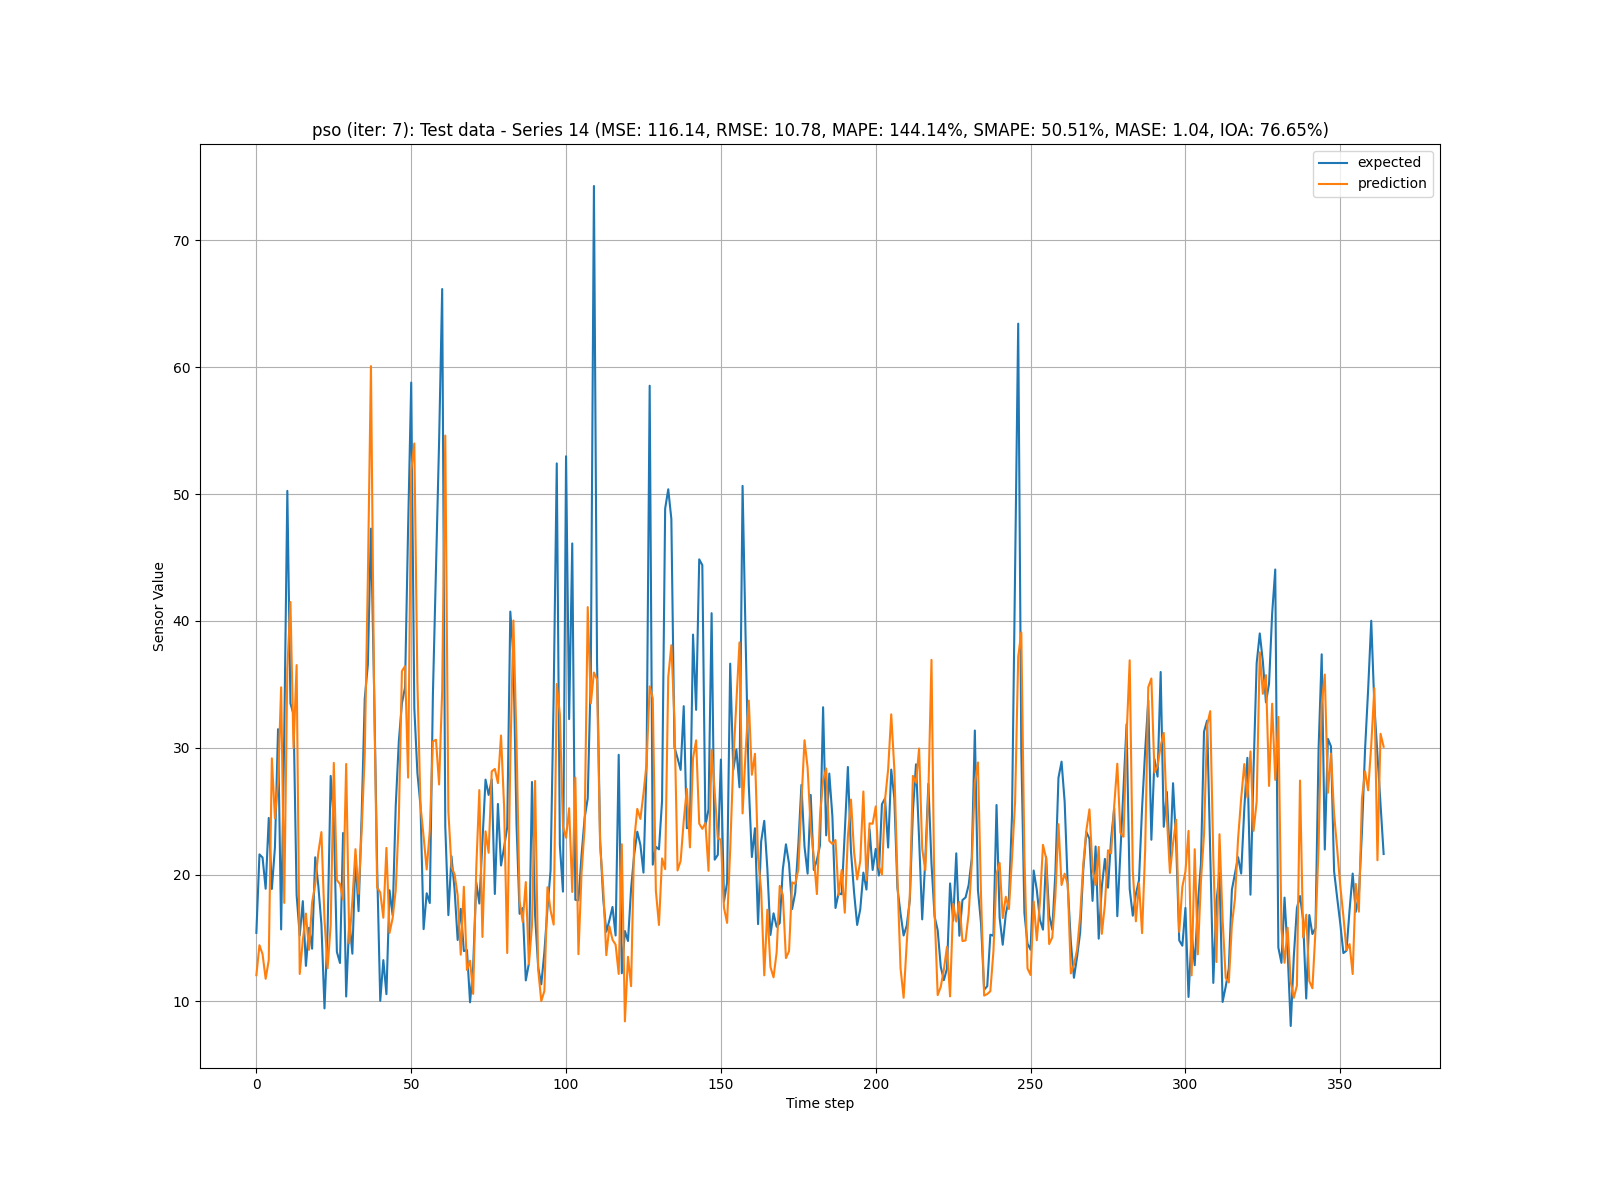 pso (iter: 7): Test data - Series 14 (MSE: 116.14, RMSE: 10.78, MAPE: 144.14%, SMAPE: 50.51%, MASE: 1.04, IOA: 76.65%)
expected
prediction
70
60
50
40
30
20
10
Sensor Value
0 50 100 150 200 250 300 350
Time step